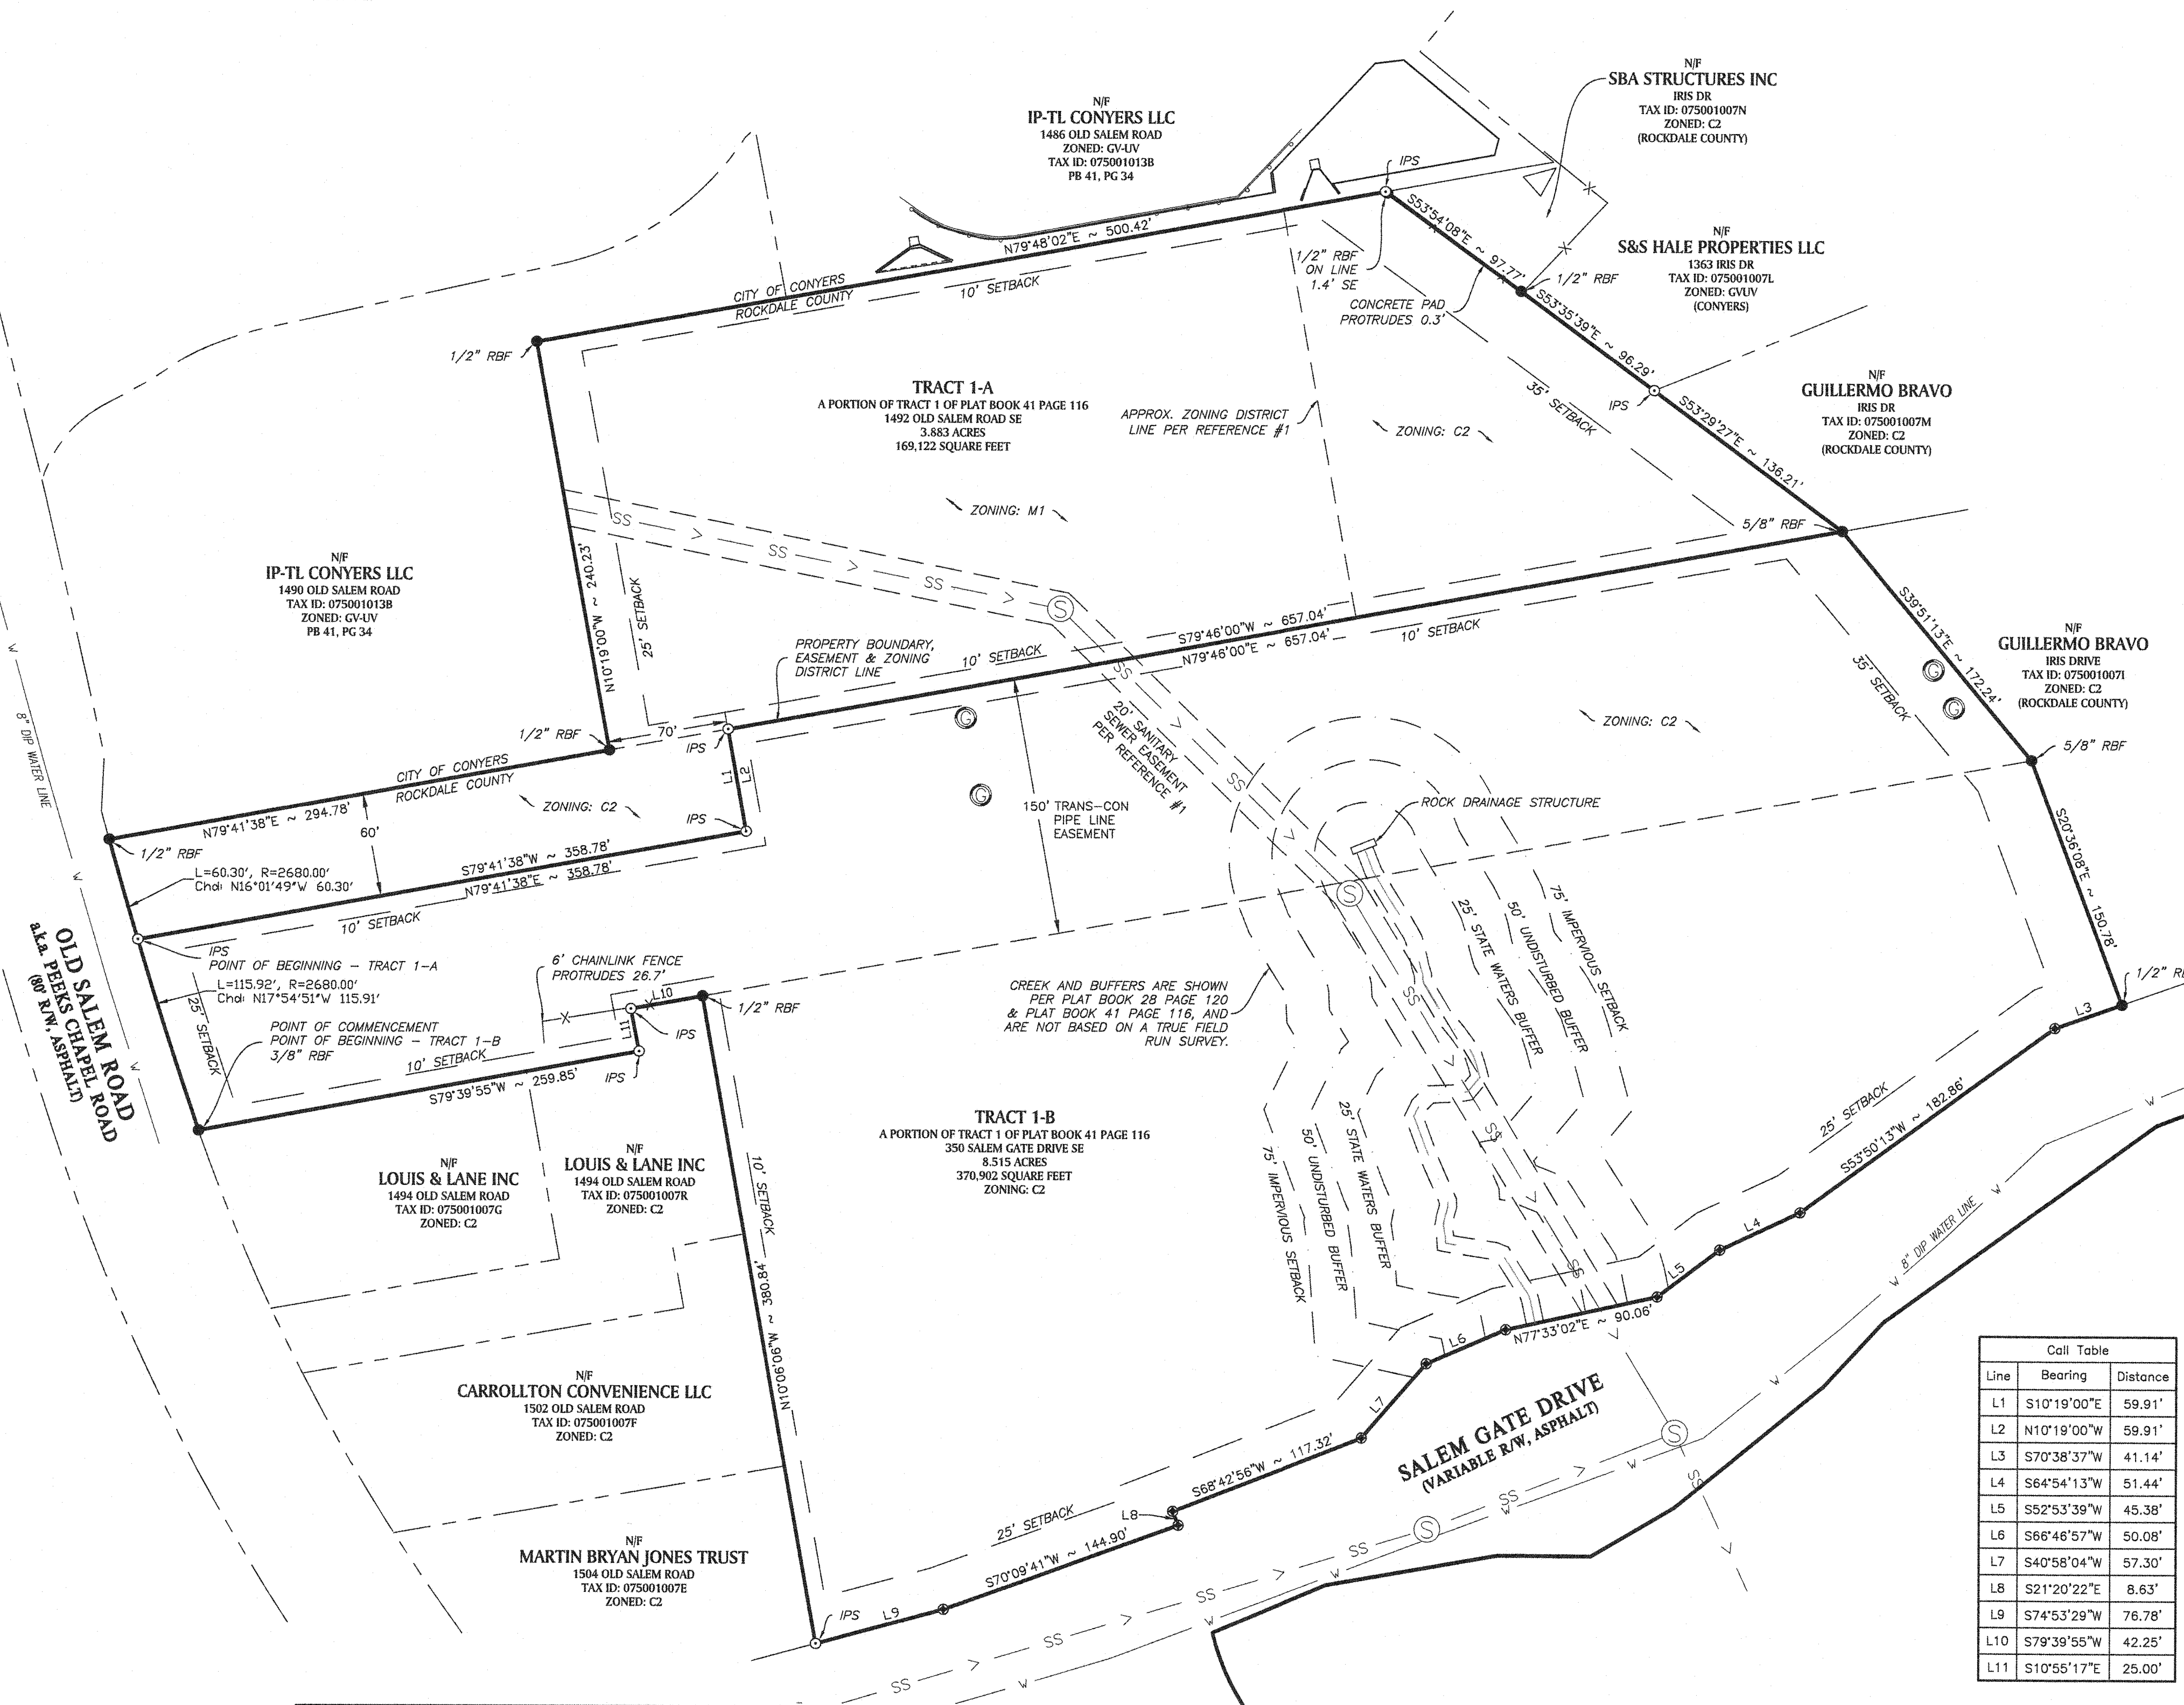 N/F
SBA STRUCTURES INC
IRIS DR
TAX ID: 075001007N
ZONED: C2
(ROCKDALE COUNTY)
N/F
IP-TL CONYERS LLC
1486 OLD SALEM ROAD
ZONED: GV-UV
TAX ID: 075001013B
PB 41, PG 34
IPS
N79°48'02"E ~ 500.42'
CITY OF CONYERS
ROCKDALE COUNTY
10' SETBACK
S53°54'08"E ~ 97.77'
1/2" RBF
ON LINE
1.4' SE
CONCRETE PAD
PROTRUDES 0.3'
1/2" RBF
N/F
S&S HALE PROPERTIES LLC
1363 IRIS DR
TAX ID: 075001007L
ZONED: GVUV
(CONYERS)
S53°35'39"E ~ 96.29'
IPS
1/2" RBF
35' SETBACK
S53°29'27"E ~ 136.21'
N/F
GUILLERMO BRAVO
IRIS DR
TAX ID: 075001007M
ZONED: C2
(ROCKDALE COUNTY)
TRACT 1-A
A PORTION OF TRACT 1 OF PLAT BOOK 41 PAGE 116
1492 OLD SALEM ROAD SE
3.883 ACRES
169,122 SQUARE FEET
APPROX. ZONING DISTRICT
LINE PER REFERENCE #1
ZONING: C2
ZONING: M1
5/8" RBF
SS
SS
SS
S
N10°19'00"W ~ 240.23'
25' SETBACK
N/F
IP-TL CONYERS LLC
1490 OLD SALEM ROAD
TAX ID: 075001013B
ZONED: GV-UV
PB 41, PG 34
PROPERTY BOUNDARY,
EASEMENT & ZONING
DISTRICT LINE
10' SETBACK
S79°46'00"W ~ 657.04'
N79°46'00"E ~ 657.04'
10' SETBACK
S39°51'13"E ~ 172.24'
35' SETBACK
G
G
N/F
GUILLERMO BRAVO
IRIS DRIVE
TAX ID: 075001007I
ZONED: C2
(ROCKDALE COUNTY)
W
8" DIP WATER LINE
W
W
W
1/2" RBF
70'
IPS
L1
L2
IPS
G
G
SS
20' SANITARY
SEWER EASEMENT
PER REFERENCE #1
SS
ZONING: C2
5/8" RBF
CITY OF CONYERS
ROCKDALE COUNTY
N79°41'38"E ~ 294.78'
ZONING: C2
60'
1/2" RBF
L=60.30', R=2680.00'
Chd: N16°01'49"W 60.30'
S79°41'38"W ~ 358.78'
N79°41'38"E ~ 358.78'
10' SETBACK
150' TRANS-CON
PIPE LINE
EASEMENT
ROCK DRAINAGE STRUCTURE
S
S20°36'08"E ~ 150.78'
OLD SALEM ROAD
a.k.a. PEEKS CHAPEL ROAD
(80' R/W, ASPHALT)
IPS
POINT OF BEGINNING - TRACT 1-A
L=115.92', R=2680.00'
Chd: N17°54'51"W 115.91'
25' SETBACK
POINT OF COMMENCEMENT
POINT OF BEGINNING - TRACT 1-B
3/8" RBF
6' CHAINLINK FENCE
PROTRUDES 26.7'
L10
L11
1/2" RBF
IPS
IPS
10' SETBACK
S79°39'55"W ~ 259.85'
CREEK AND BUFFERS ARE SHOWN
PER PLAT BOOK 28 PAGE 120
& PLAT BOOK 41 PAGE 116, AND
ARE NOT BASED ON A TRUE FIELD
RUN SURVEY.
SS
25' STATE WATERS BUFFER
50' UNDISTURBED BUFFER
75' IMPERVIOUS SETBACK
L3
25' SETBACK
S53°50'13"W ~ 182.86'
N/F
LOUIS & LANE INC
1494 OLD SALEM ROAD
TAX ID: 075001007G
ZONED: C2
N/F
LOUIS & LANE INC
1494 OLD SALEM ROAD
TAX ID: 075001007R
ZONED: C2
TRACT 1-B
A PORTION OF TRACT 1 OF PLAT BOOK 41 PAGE 116
350 SALEM GATE DRIVE SE
8.515 ACRES
370,902 SQUARE FEET
ZONING: C2
10' SETBACK
N10°06'06"W ~ 380.84'
75' IMPERVIOUS SETBACK
50' UNDISTURBED BUFFER
25' STATE WATERS BUFFER
SS
SS
L4
L5
N77°33'02"E ~ 90.06'
L6
L7
W
W
8" DIP WATER LINE
W
W
N/F
CARROLLTON CONVENIENCE LLC
1502 OLD SALEM ROAD
TAX ID: 075001007F
ZONED: C2
SALEM GATE DRIVE
(VARIABLE R/W, ASPHALT)
S68°42'56"W ~ 117.32'
25' SETBACK
L8
S70°09'41"W ~ 144.90'
S
SS
W
SS
S
W
SS
W
SS
W
SS
SS
W
N/F
MARTIN BRYAN JONES TRUST
1504 OLD SALEM ROAD
TAX ID: 075001007E
ZONED: C2
IPS
L9
Call Table
Line Bearing Distance
L1 S10°19'00"E 59.91'
L2 N10°19'00"W 59.91'
L3 S70°38'37"W 41.14'
L4 S64°54'13"W 51.44'
L5 S52°53'39"W 45.38'
L6 S66°46'57"W 50.08'
L7 S40°58'04"W 57.30'
L8 S21°20'22"E 8.63'
L9 S74°53'29"W 76.78'
L10 S79°39'55"W 42.25'
L11 S10°55'17"E 25.00'